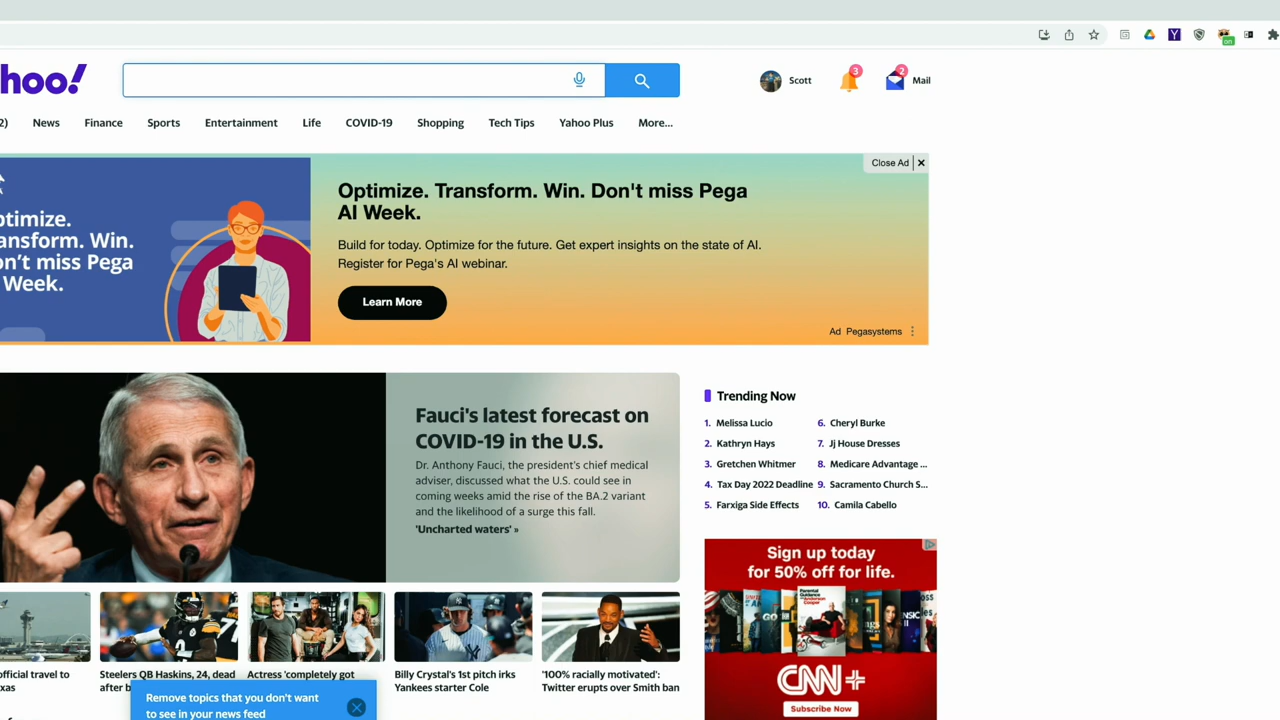 hoo!
Scott
3
2
Mail
2)
News
Finance
Sports
Entertainment
Life
COVID-19
Shopping
Tech Tips
Yahoo Plus
More...
Close Ad
ptimize.
ansform. Win.
on't miss Pega
Week.
Optimize. Transform. Win. Don't miss Pega
AI Week.
Build for today. Optimize for the future. Get expert insights on the state of AI.
Register for Pega's AI webinar.
Learn More
Ad Pegasystems
Fauci's latest forecast on
COVID-19 in the U.S.
Dr. Anthony Fauci, the president's chief medical
adviser, discussed what the U.S. could see in
coming weeks amid the rise of the BA.2 variant
and the likelihood of a surge this fall.
'Uncharted waters' »
Trending Now
1. Melissa Lucio
2. Kathryn Hays
3. Gretchen Whitmer
4. Tax Day 2022 Deadline
5. Farxiga Side Effects
6. Cheryl Burke
7. Jj House Dresses
8. Medicare Advantage ...
9. Sacramento Church S...
10. Camila Cabello
Sign up today
for 50% off for life.
CNN+
Subscribe Now
official travel to
xas
Steelers QB Haskins, 24, dead
after b
Actress 'completely got
Billy Crystal's 1st pitch irks
Yankees starter Cole
'100% racially motivated':
Twitter erupts over Smith ban
Remove topics that you don't want
to see in your news feed